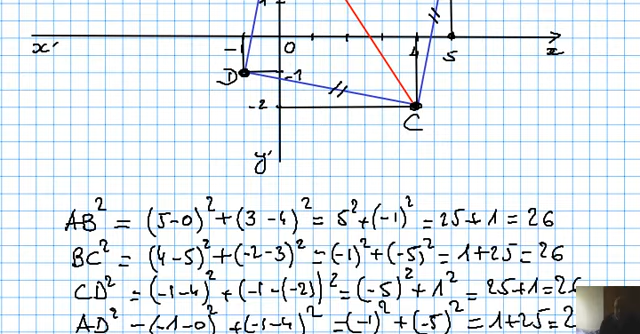 x' -1 0 4 5 x
D -1
-2 C
y'
AB² = (5-0)² + (3-4)² = 5² + (-1)² = 25+1 = 26
BC² = (4-5)² + (-2-3)² = (-1)² + (-5)² = 1+25 = 26
CD² = (-1-4)² + (-1-(-2))² = (-5)² + 1² = 25+1 = 26
AD² = (-1-0)² + (-1-4)² = (-1)² + (-5)² = 1+25 = 2